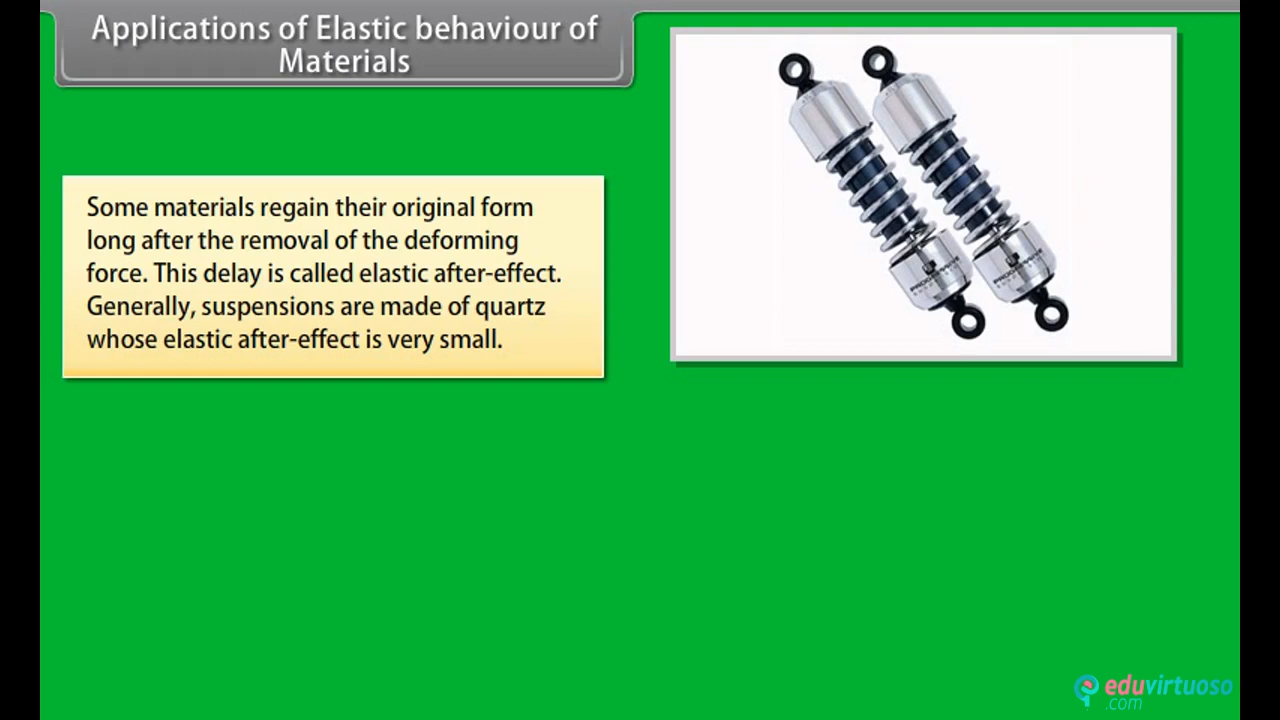 Applications of Elastic behaviour of
Materials
Some materials regain their original form
long after the removal of the deforming
force. This delay is called elastic after-effect.
Generally, suspensions are made of quartz
whose elastic after-effect is very small.
PROGRESSIVE
PROGRESSIVE
eduvirtuoso
.com